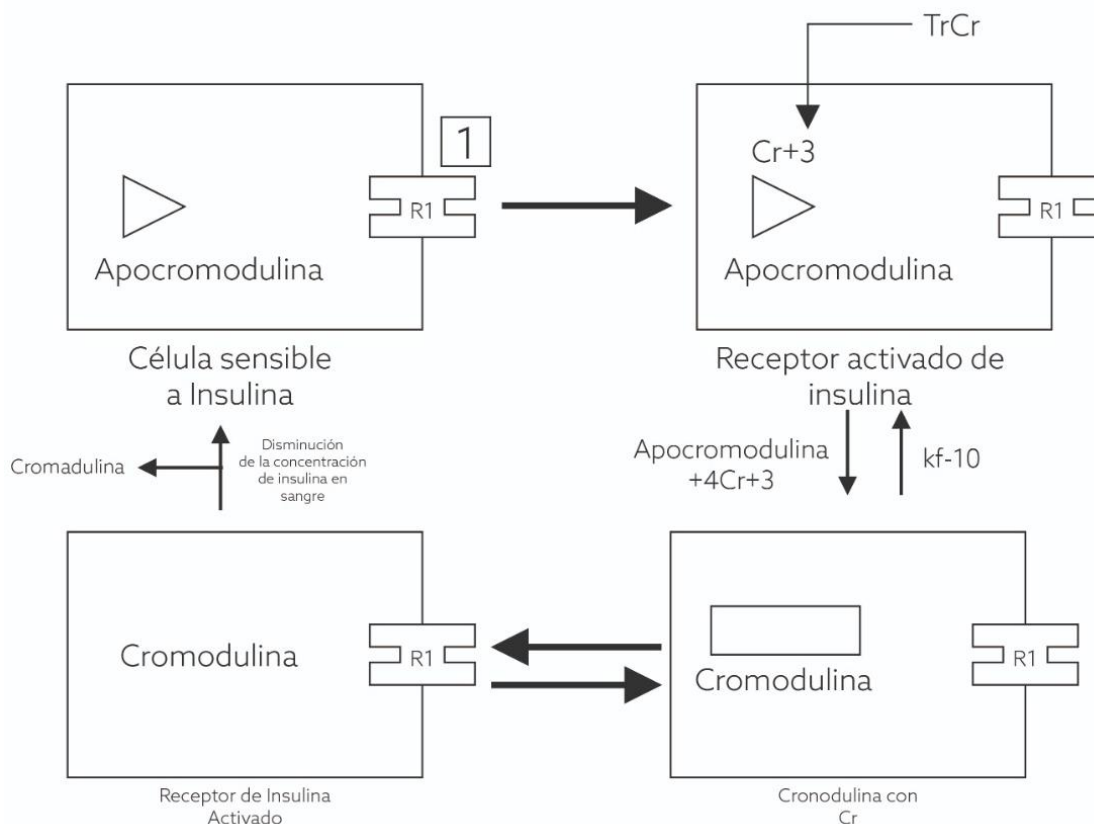 TrCr
1
R1
Apocromodulina
Célula sensible
a Insulina
Cr+3
R1
Apocromodulina
Receptor activado de
insulina
Cromadulina
Disminución
de la concentración
de insulina en
sangre
Apocromodulina
+4Cr+3
kf-10
Cromodulina
R1
Receptor de Insulina
Activado
Cromodulina
R1
Cronodulina con
Cr